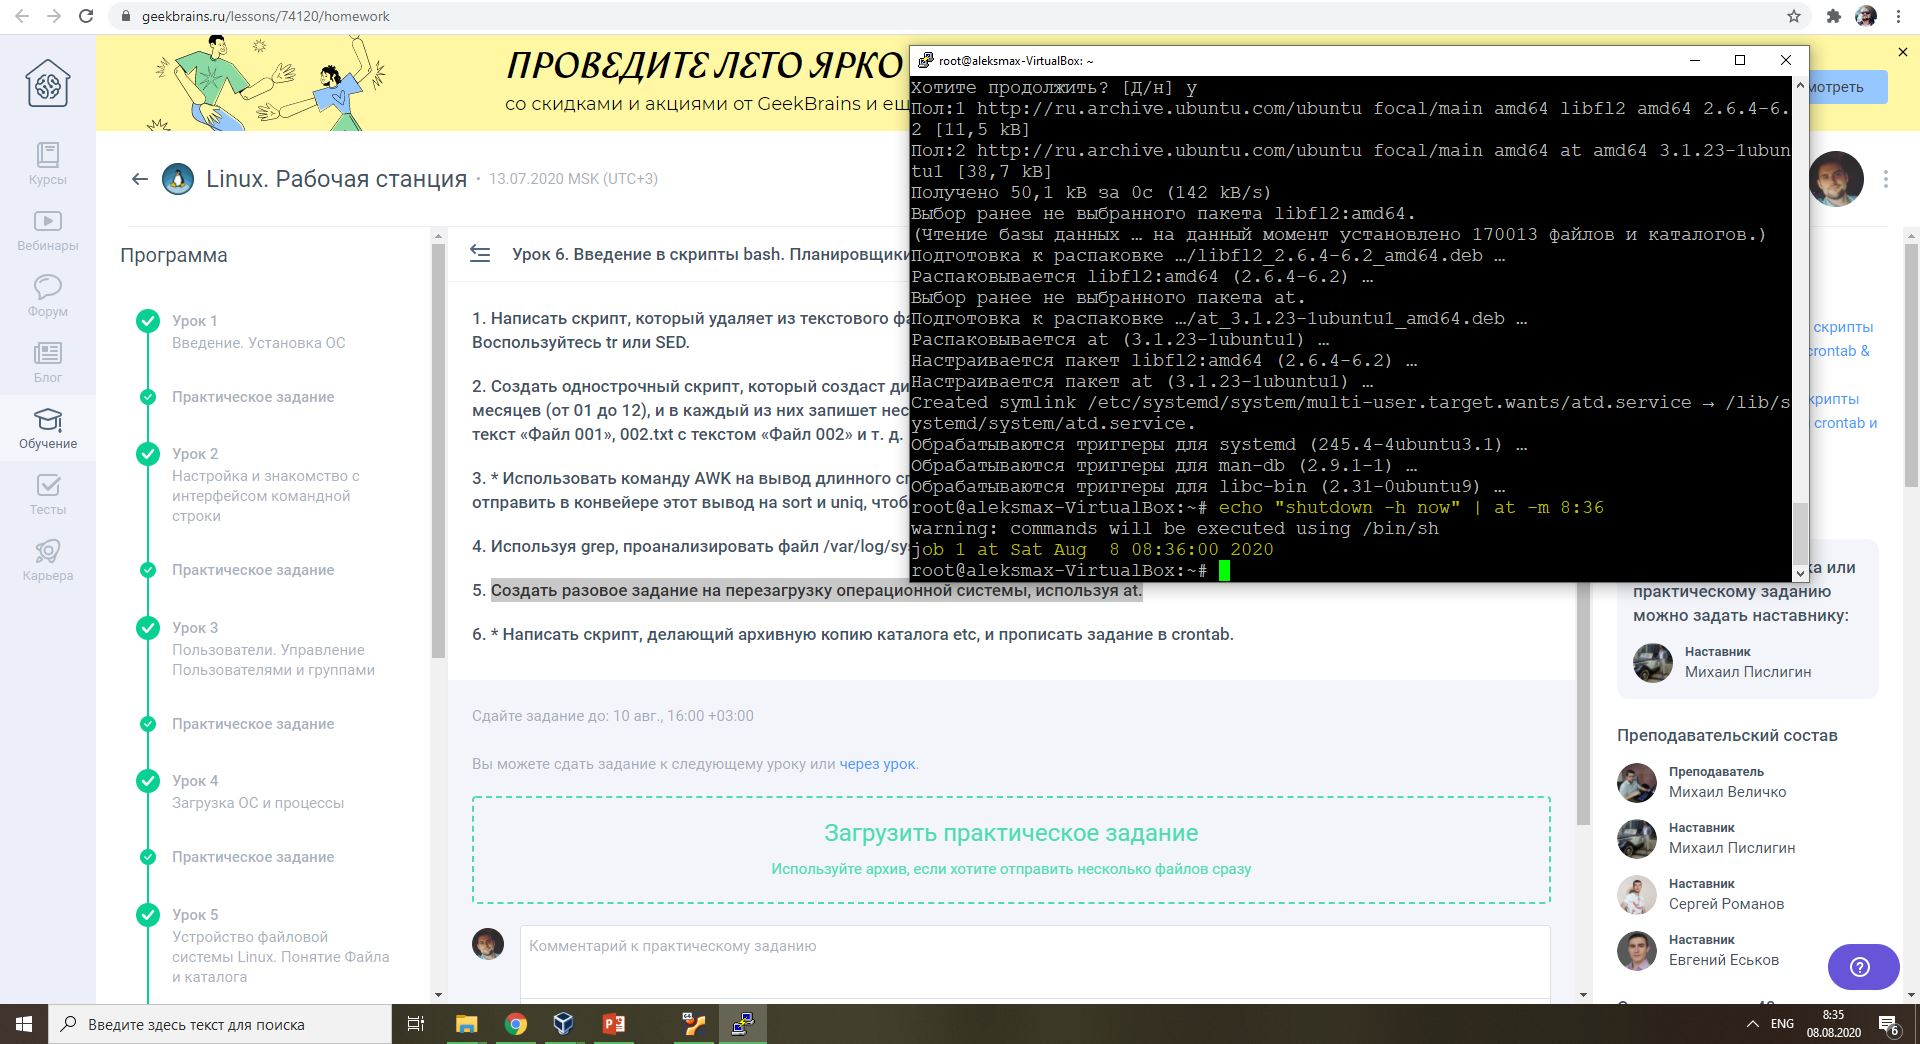 geekbrains.ru/lessons/74120/homework
ПРОВЕДИТЕ ЛЕТО ЯРКО
со скидками и акциями от GeekBrains и ещ
мотреть
Курсы
Вебинары
Форум
Блог
Обучение
Тесты
Карьера
Linux. Рабочая станция • 13.07.2020 MSK (UTC+3)
Программа
Урок 1
Введение. Установка ОС
Практическое задание
Урок 2
Настройка и знакомство с
интерфейсом командной
строки
Практическое задание
Урок 3
Пользователи. Управление
Пользователями и группами
Практическое задание
Урок 4
Загрузка ОС и процессы
Практическое задание
Урок 5
Устройство файловой
системы Linux. Понятие Файла
и каталога
Урок 6. Введение в скрипты bash. Планировщики
1. Написать скрипт, который удаляет из текстового фа
Воспользуйтесь tr или SED.
2. Создать однострочный скрипт, который создаст ди
месяцев (от 01 до 12), и в каждый из них запишет нес
текст «Файл 001», 002.txt с текстом «Файл 002» и т. д.
3. * Использовать команду AWK на вывод длинного сп
отправить в конвейере этот вывод на sort и uniq, чтоб
4. Используя grep, проанализировать файл /var/log/sy
5. Создать разовое задание на перезагрузку операционной системы, используя at.
6. * Написать скрипт, делающий архивную копию каталога etc, и прописать задание в crontab.
Сдайте задание до: 10 авг., 16:00 +03:00
Вы можете сдать задание к следующему уроку или через урок.
Загрузить практическое задание
Используйте архив, если хотите отправить несколько файлов сразу
Комментарий к практическому заданию
root@aleksmax-VirtualBox: ~
Хотите продолжить? [Д/н] y
Пол:1 http://ru.archive.ubuntu.com/ubuntu focal/main amd64 libfl2 amd64 2.6.4-6.
2 [11,5 kB]
Пол:2 http://ru.archive.ubuntu.com/ubuntu focal/main amd64 at amd64 3.1.23-1ubun
tu1 [38,7 kB]
Получено 50,1 kB за 0с (142 kB/s)
Выбор ранее не выбранного пакета libfl2:amd64.
(Чтение базы данных … на данный момент установлено 170013 файлов и каталогов.)
Подготовка к распаковке …/libfl2_2.6.4-6.2_amd64.deb …
Распаковывается libfl2:amd64 (2.6.4-6.2) …
Выбор ранее не выбранного пакета at.
Подготовка к распаковке …/at_3.1.23-1ubuntu1_amd64.deb …
Распаковывается at (3.1.23-1ubuntu1) …
Настраивается пакет libfl2:amd64 (2.6.4-6.2) …
Настраивается пакет at (3.1.23-1ubuntu1) …
Created symlink /etc/systemd/system/multi-user.target.wants/atd.service → /lib/s
ystemd/system/atd.service.
Обрабатываются триггеры для systemd (245.4-4ubuntu3.1) …
Обрабатываются триггеры для man-db (2.9.1-1) …
Обрабатываются триггеры для libc-bin (2.31-0ubuntu9) …
root@aleksmax-VirtualBox:~# echo "shutdown -h now" | at -m 8:36
warning: commands will be executed using /bin/sh
job 1 at Sat Aug  8 08:36:00 2020
root@aleksmax-VirtualBox:~#
скрипты
crontab &
крипты
crontab и
ка или
практическому заданию
можно задать наставнику:
Наставник
Михаил Пислигин
Преподавательский состав
Преподаватель
Михаил Величко
Наставник
Михаил Пислигин
Наставник
Сергей Романов
Наставник
Евгений Еськов
Введите здесь текст для поиска
ENG
8:35
08.08.2020
6